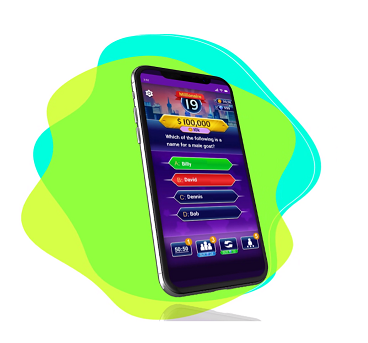 19
$100,000
Which of the following is a
name for a male goat?
A: Billy
B: David
C: Dennis
D: Bob
50:50